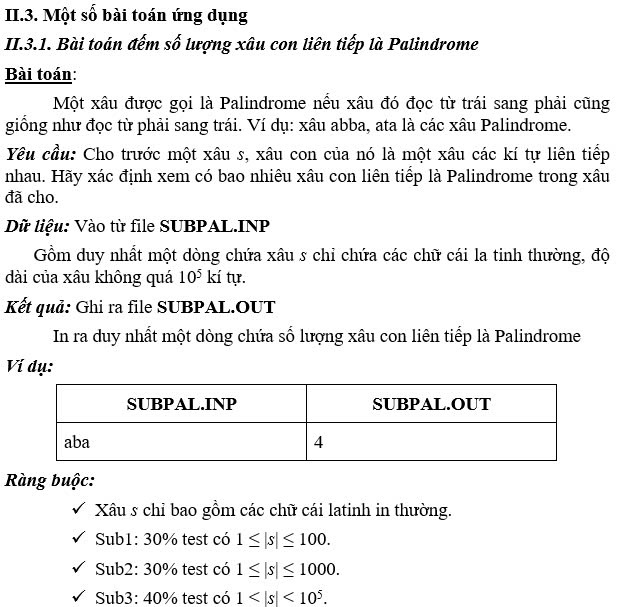 II.3. Một số bài toán ứng dụng
II.3.1. Bài toán đếm số lượng xâu con liên tiếp là Palindrome
Bài toán:
Một xâu được gọi là Palindrome nếu xâu đó đọc từ trái sang phải cũng
giống như đọc từ phải sang trái. Ví dụ: xâu abba, ata là các xâu Palindrome.
Yêu cầu: Cho trước một xâu s, xâu con của nó là một xâu các kí tự liên tiếp
nhau. Hãy xác định xem có bao nhiêu xâu con liên tiếp là Palindrome trong xâu
đã cho.
Dữ liệu: Vào từ file SUBPAL.INP
Gồm duy nhất một dòng chứa xâu s chỉ chứa các chữ cái la tinh thường, độ
dài của xâu không quá 10⁵ kí tự.
Kết quả: Ghi ra file SUBPAL.OUT
In ra duy nhất một dòng chứa số lượng xâu con liên tiếp là Palindrome
Ví dụ:
SUBPAL.INP SUBPAL.OUT
aba 4
Ràng buộc:
✓ Xâu s chỉ bao gồm các chữ cái latinh in thường.
✓ Sub1: 30% test có 1 ≤ |s| ≤ 100.
✓ Sub2: 30% test có 1 ≤ |s| ≤ 1000.
✓ Sub3: 40% test có 1 < |s| < 10⁵.